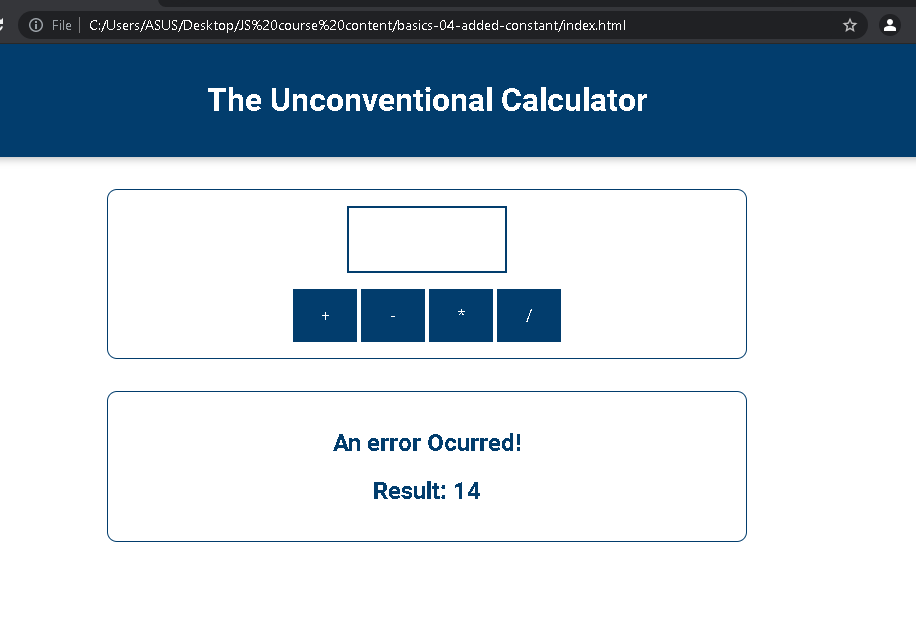 File C:/Users/ASUS/Desktop/JS%20course%20content/basics-04-added-constant/index.html
The Unconventional Calculator
+ - * /
An error Ocurred!
Result: 14